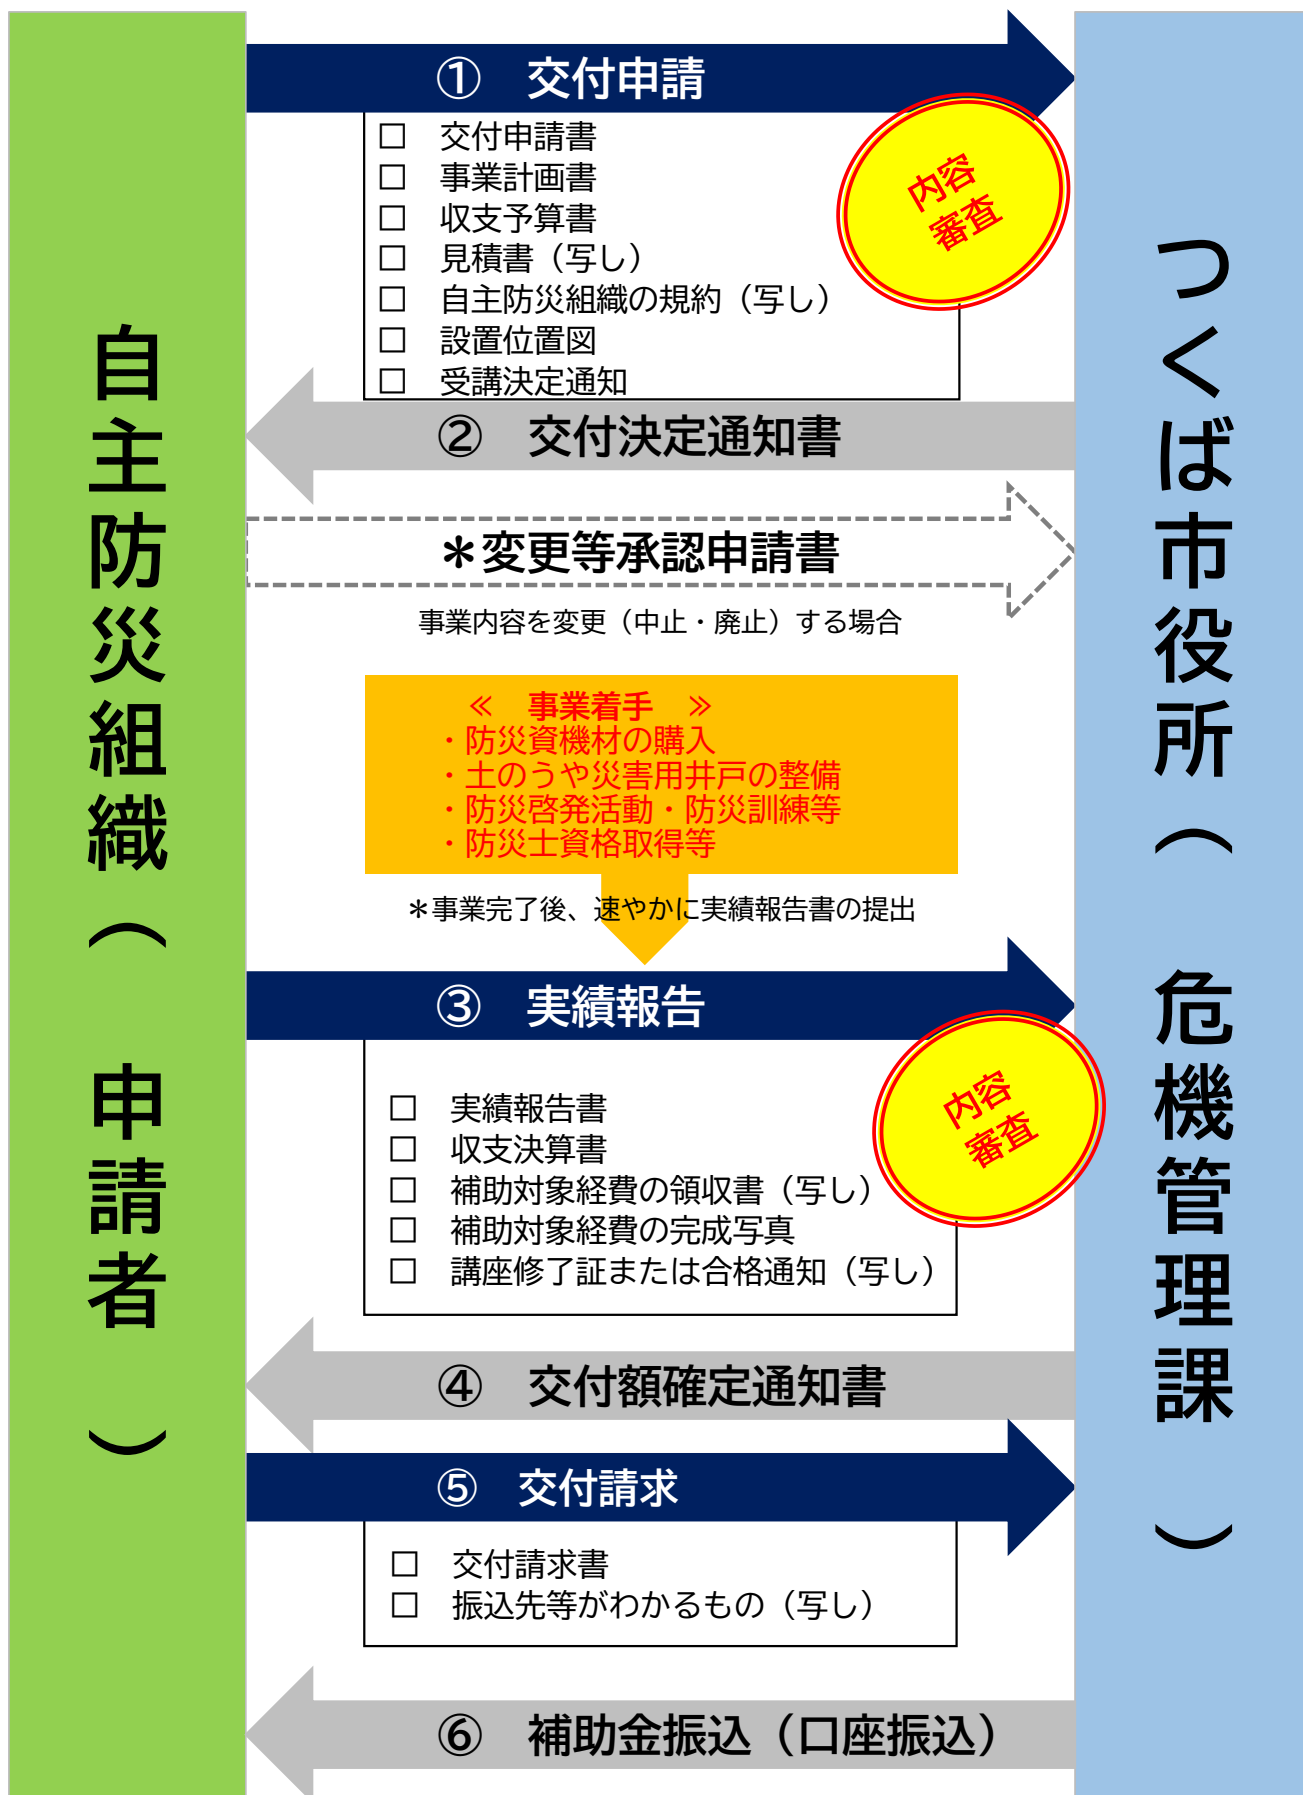 自主防災組織（　申請者　）
①　交付申請
□　交付申請書
□　事業計画書
□　収支予算書
□　見積書（写し）
□　自主防災組織の規約（写し）
□　設置位置図
□　受講決定通知
内容
審査
②　交付決定通知書
＊変更等承認申請書
事業内容を変更（中止・廃止）する場合
≪　事業着手　≫
・防災資機材の購入
・土のうや災害用井戸の整備
・防災啓発活動・防災訓練等
・防災士資格取得等
＊事業完了後、速やかに実績報告書の提出
③　実績報告
□　実績報告書
□　収支決算書
□　補助対象経費の領収書（写し）
□　補助対象経費の完成写真
□　講座修了証または合格通知（写し）
内容
審査
④　交付額確定通知書
⑤　交付請求
□　交付請求書
□　振込先等がわかるもの（写し）
⑥　補助金振込（口座振込）
つくば市役所（　危機管理課　）